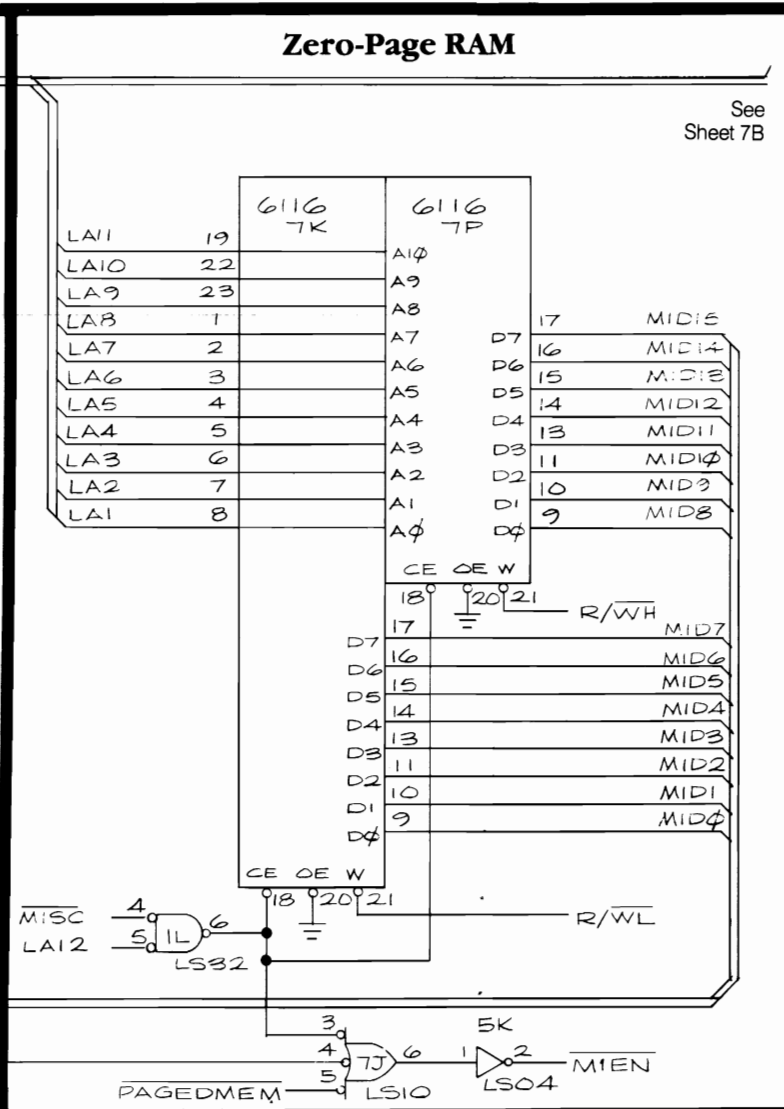 Zero-Page RAM
See
Sheet 7B
6116 6116
7K 7P
LA11 19 A10
LA10 22 A9
LA9 23 A8
LA8 1 A7 D7 17 MID15
LA7 2 A6 D6 16 MID14
LA6 3 A5 D5 15 MID13
LA5 4 A4 D4 14 MID12
LA4 5 A3 D3 13 MID11
LA3 6 A2 D2 11 MID1Ø
LA2 7 A1 D1 10 MID9
LA1 8 AØ DØ 9 MID8
CE OE W
18 20 21 R/WH
D7 17 MID7
D6 16 MID6
D5 15 MID5
D4 14 MID4
D3 13 MID3
D2 11 MID2
D1 10 MID1
DØ 9 MIDØ
CE OE W
18 20 21 R/WL
MISC 4 1L 6
LA12 5 LS32
3 5K
4 7J 6 1 2 M1EN
PAGEDMEM 5 LS10 LS04